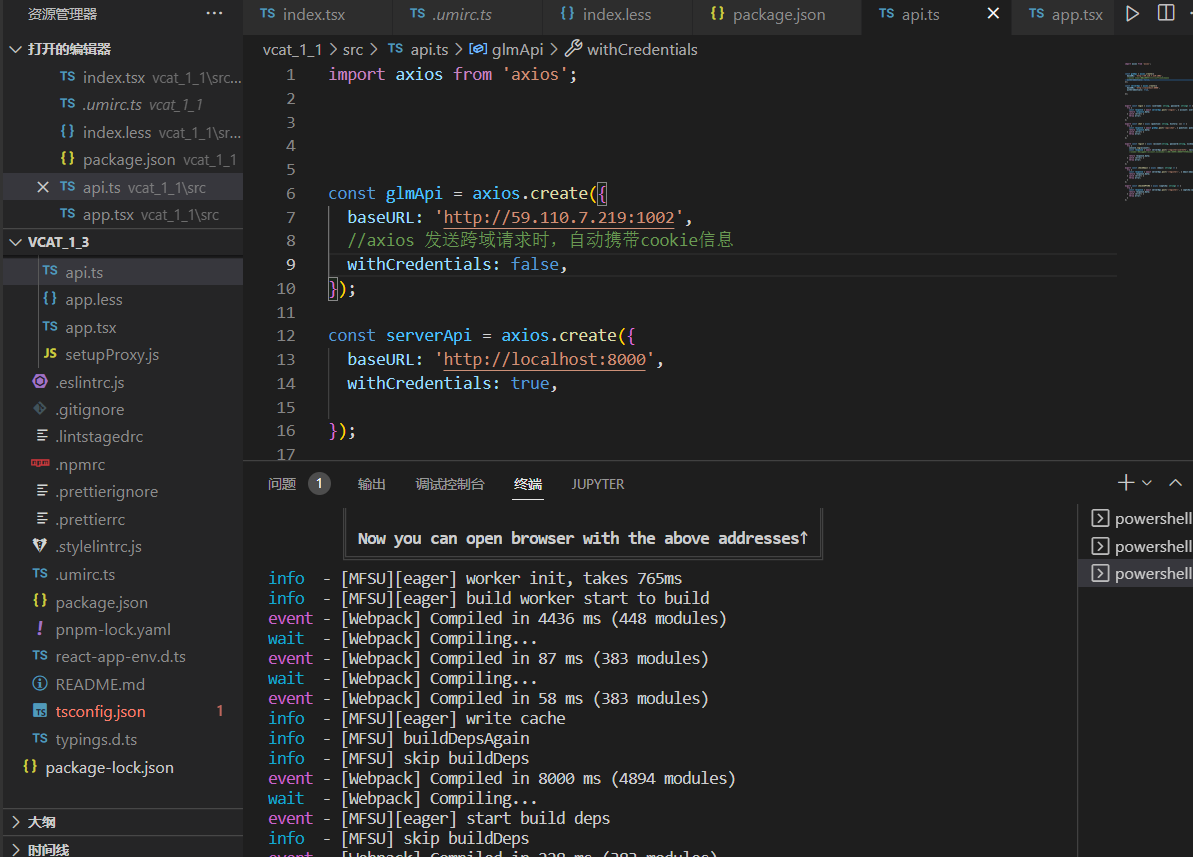 资源管理器 ···
打开的编辑器
TS index.tsx vcat_1_1\src...
TS .umirc.ts vcat_1_1
{} index.less vcat_1_1\sr...
{} package.json vcat_1_1
TS api.ts vcat_1_1\src
TS app.tsx vcat_1_1\src
VCAT_1_3
TS api.ts
{} app.less
TS app.tsx
JS setupProxy.js
.eslintrc.js
.gitignore
.lintstagedrc
npm .npmrc
.prettierignore
.prettierrc
.stylelintrc.js
TS .umirc.ts
{} package.json
! pnpm-lock.yaml
TS react-app-env.d.ts
README.md
TS tsconfig.json 1
TS typings.d.ts
{} package-lock.json
大纲
时间线
TS index.tsx TS .umirc.ts {} index.less {} package.json TS api.ts TS app.tsx
vcat_1_1 > src > TS api.ts > glmApi > withCredentials
1 import axios from 'axios';
2
3
4
5
6 const glmApi = axios.create({
7 baseURL: 'http://59.110.7.219:1002',
8 //axios 发送跨域请求时，自动携带cookie信息
9 withCredentials: false,
10 });
11
12 const serverApi = axios.create({
13 baseURL: 'http://localhost:8000',
14 withCredentials: true,
15
16 });
17
问题 1 输出 调试控制台 终端 JUPYTER
Now you can open browser with the above addresses↑
info - [MFSU][eager] worker init, takes 765ms
info - [MFSU][eager] build worker start to build
event - [Webpack] Compiled in 4436 ms (448 modules)
wait - [Webpack] Compiling...
event - [Webpack] Compiled in 87 ms (383 modules)
wait - [Webpack] Compiling...
event - [Webpack] Compiled in 58 ms (383 modules)
info - [MFSU][eager] write cache
info - [MFSU] buildDepsAgain
info - [MFSU] skip buildDeps
event - [Webpack] Compiled in 8000 ms (4894 modules)
wait - [Webpack] Compiling...
event - [MFSU][eager] start build deps
info - [MFSU] skip buildDeps
event - [Webpack] Compiled in 228 ms (383 modules)
powershell
powershell
powershell